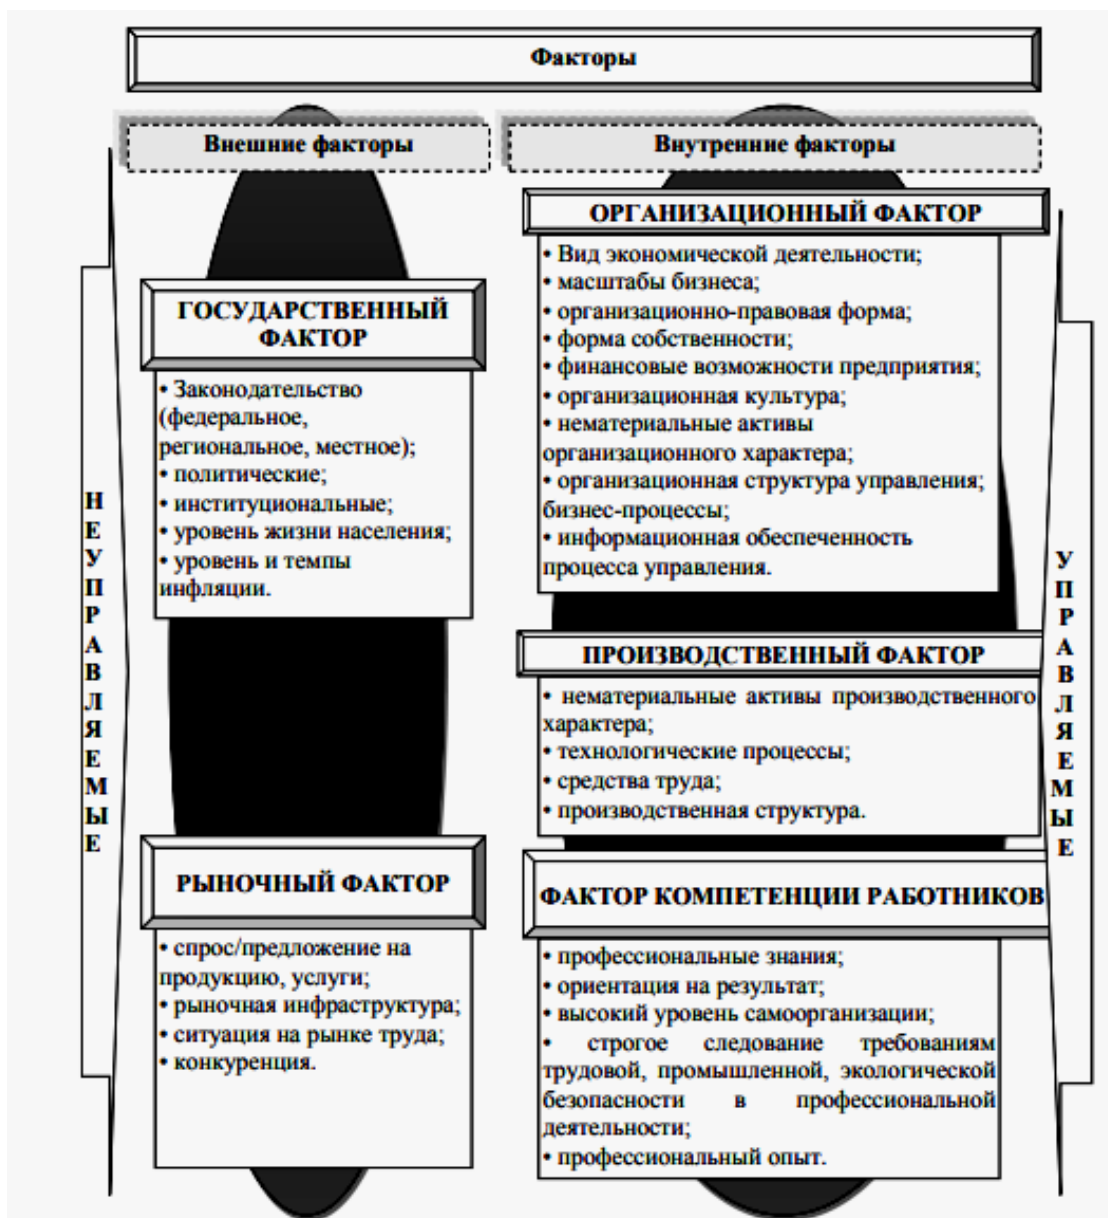 Факторы
Внешние факторы
НЕУПРАВЛЯЕМЫЕ
ГОСУДАРСТВЕННЫЙ
ФАКТОР
• Законодательство
(федеральное,
региональное, местное);
• политические;
• институциональные;
• уровень жизни населения;
• уровень и темпы
инфляции.
РЫНОЧНЫЙ ФАКТОР
• спрос/предложение на
продукцию, услуги;
• рыночная инфраструктура;
• ситуация на рынке труда;
• конкуренция.
Внутренние факторы
ОРГАНИЗАЦИОННЫЙ ФАКТОР
• Вид экономической деятельности;
• масштабы бизнеса;
• организационно-правовая форма;
• форма собственности;
• финансовые возможности предприятия;
• организационная культура;
• нематериальные активы
организационного характера;
• организационная структура управления;
бизнес-процессы;
• информационная обеспеченность
процесса управления.
ПРОИЗВОДСТВЕННЫЙ ФАКТОР
• нематериальные активы производственного
характера;
• технологические процессы;
• средства труда;
• производственная структура.
ФАКТОР КОМПЕТЕНЦИИ РАБОТНИКОВ
• профессиональные знания;
• ориентация на результат;
• высокий уровень самоорганизации;
• строгое следование требованиям
трудовой, промышленной, экологической
безопасности в профессиональной
деятельности;
• профессиональный опыт.
УПРАВЛЯЕМЫЕ